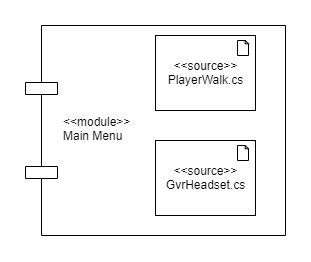 <<source>>
PlayerWalk.cs
<<module>>
Main Menu
<<source>>
GvrHeadset.cs